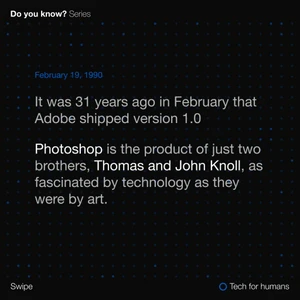 Do you know? Series
February 19, 1990
It was 31 years ago in February that
Adobe shipped version 1.0
Photoshop is the product of just two
brothers, Thomas and John Knoll, as
fascinated by technology as they
were by art.
Swipe
Tech for humans